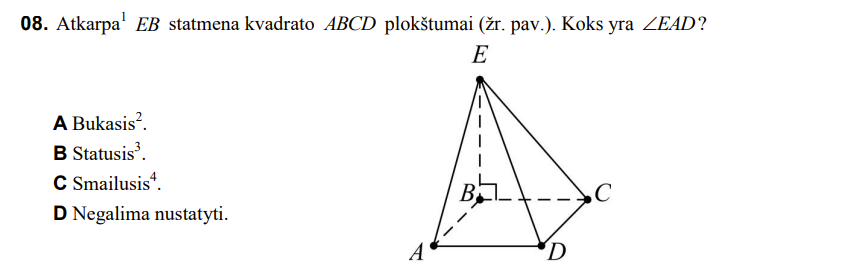 08. Atkarpa¹ EB statmena kvadrato ABCD plokštumai (žr. pav.). Koks yra ∠EAD?
E
A Bukasis².
B Statusis³.
C Smailusis⁴.
D Negalima nustatyti.
B
C
A
D